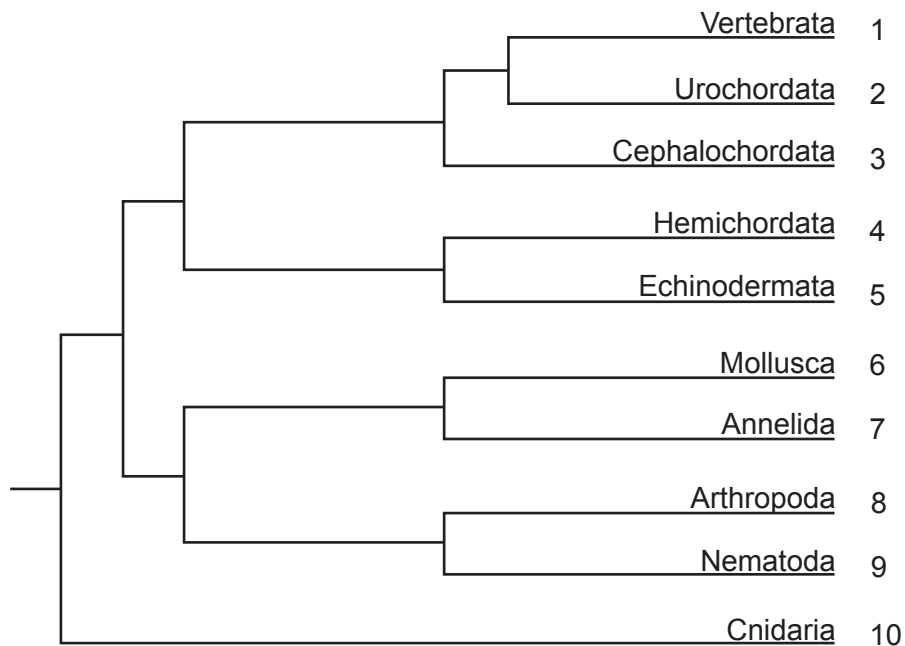 Vertebrata 1
Urochordata 2
Cephalochordata 3
Hemichordata 4
Echinodermata 5
Mollusca 6
Annelida 7
Arthropoda 8
Nematoda 9
Cnidaria 10